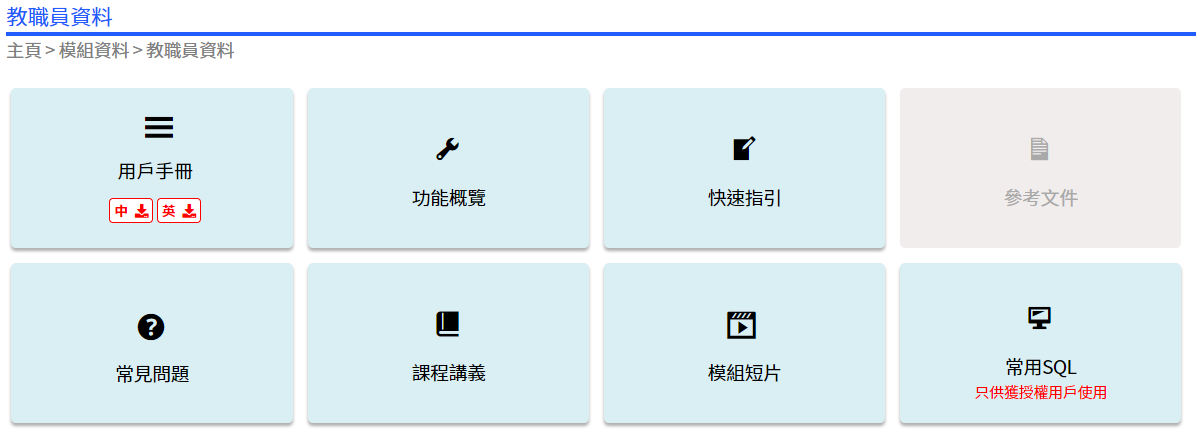 教職員資料
主頁 > 模組資料 > 教職員資料
用戶手冊
中 英
功能概覽
快速指引
參考文件
常見問題
課程講義
模組短片
常用SQL
只供獲授權用戶使用